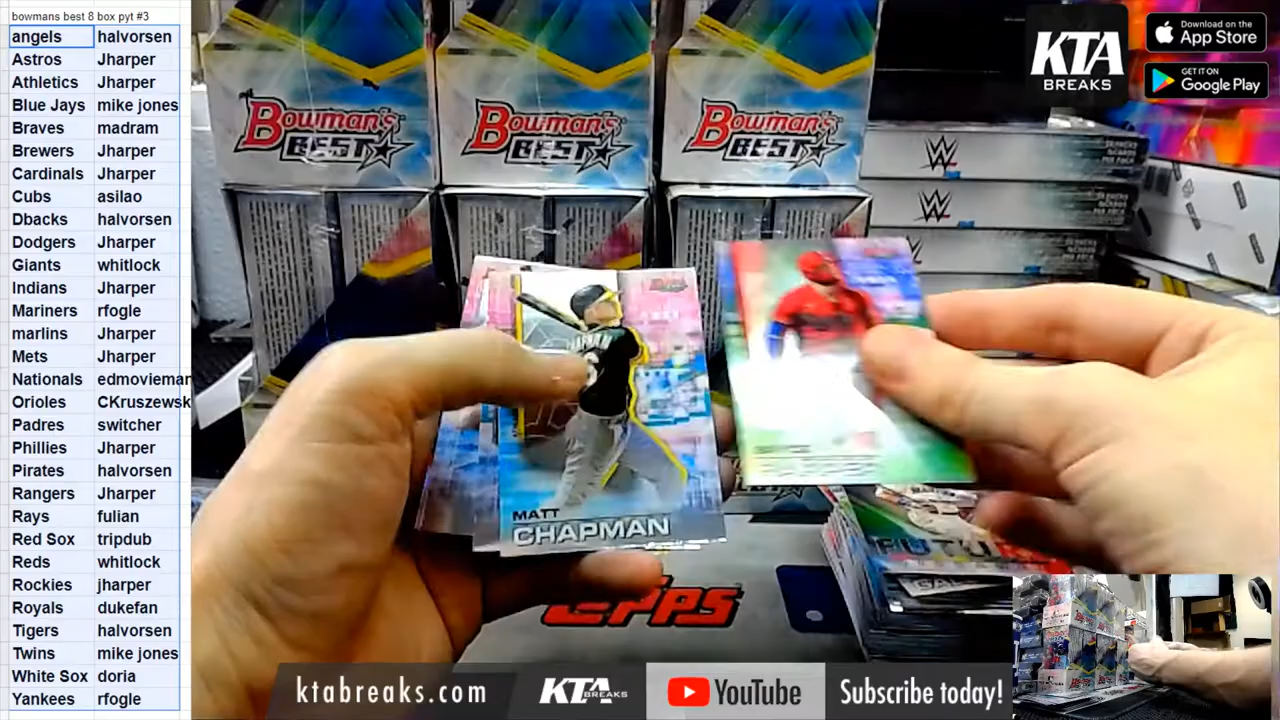 bowmans best 8 box pyt #3
angels halvorsen
Astros Jharper
Athletics Jharper
Blue Jays mike jones
Braves madram
Brewers Jharper
Cardinals Jharper
Cubs asilao
Dbacks halvorsen
Dodgers Jharper
Giants whitlock
Indians Jharper
Mariners rfogle
marlins Jharper
Mets Jharper
Nationals edmovieman
Orioles CKruszewsk
Padres switcher
Phillies Jharper
Pirates halvorsen
Rangers Jharper
Rays fulian
Red Sox tripdub
Reds whitlock
Rockies jharper
Royals dukefan
Tigers halvorsen
Twins mike jones
White Sox doria
Yankees rfogle
BOWMAN'S
BEST
BOWMAN'S
BEST
BOWMAN'S
BEST
KTA
BREAKS
Download on the
App Store
GET IT ON
Google Play
MATT
CHAPMAN
FUTU
Topps
ktabreaks.com
KTA
BREAKS
YouTube
Subscribe today!